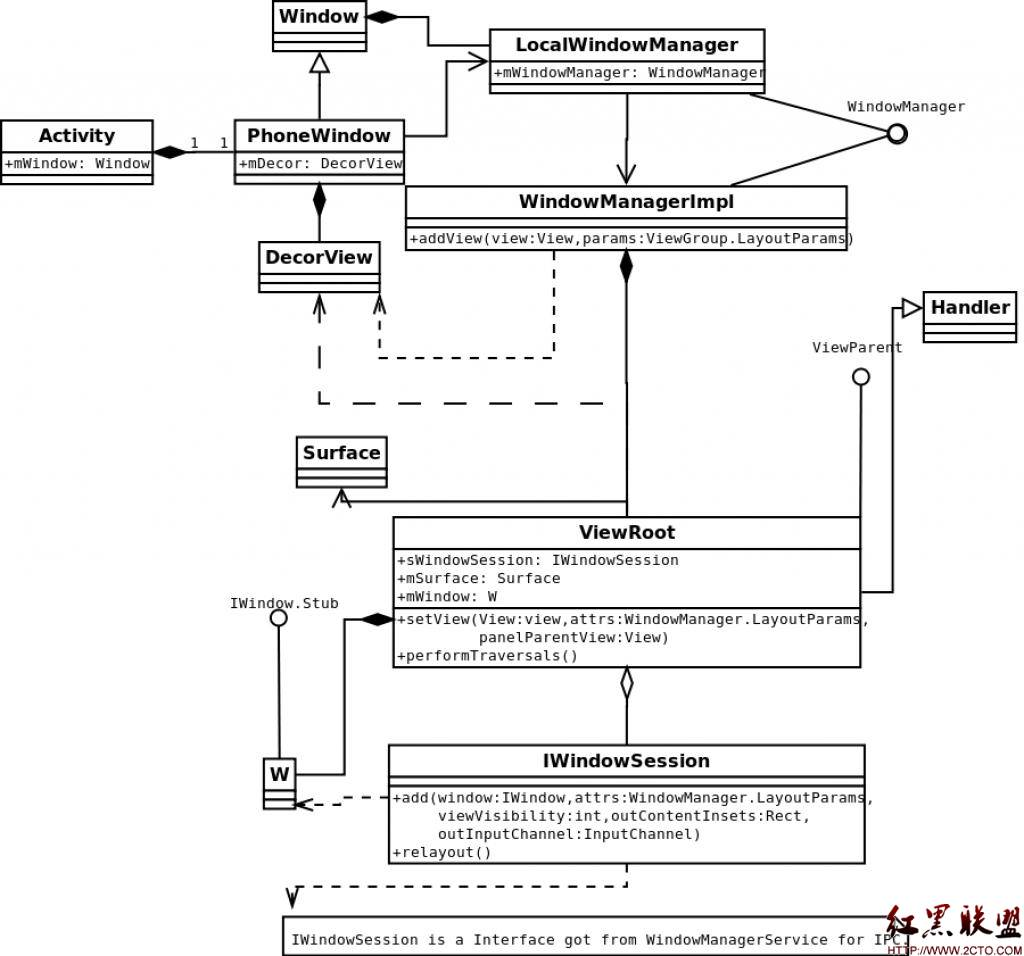 Window
LocalWindowManager
+mWindowManager: WindowManager
WindowManager
Activity
+mWindow: Window
1 1
PhoneWindow
+mDecor: DecorView
WindowManagerImpl
+addView(view:View,params:ViewGroup.LayoutParams)
DecorView
Handler
ViewParent
Surface
ViewRoot
+sWindowSession: IWindowSession
+mSurface: Surface
+mWindow: W
+setView(View:view,attrs:WindowManager.LayoutParams,
panelParentView:View)
+performTraversals()
IWindow.Stub
W
IWindowSession
+add(window:IWindow,attrs:WindowManager.LayoutParams,
viewVisibility:int,outContentInsets:Rect,
outInputChannel:InputChannel)
+relayout()
IWindowSession is a Interface got from WindowManagerService for IPC.
红黑联盟
HTTP://WWW.2CTO.COM